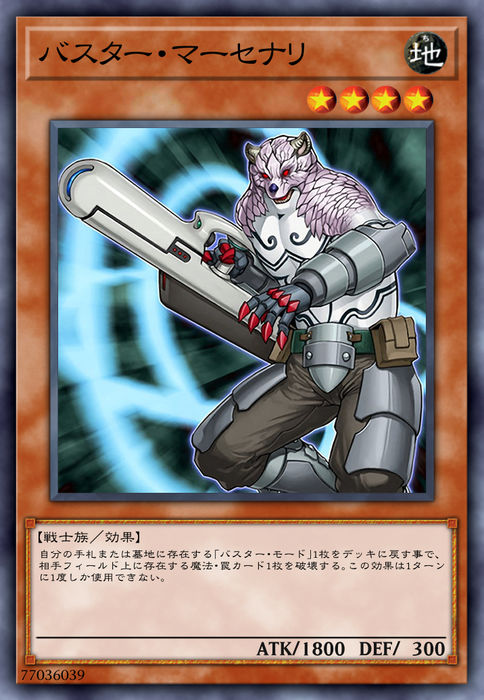 バスター・マーセナリ
ち
地
【戦士族／効果】
自分の手札または墓地に存在する「バスター・モード」1枚をデッキに戻す事で、
相手フィールド上に存在する魔法・罠カード1枚を破壊する。この効果は1ターン
に1度しか使用できない。
ATK/1800 DEF/ 300
77036039